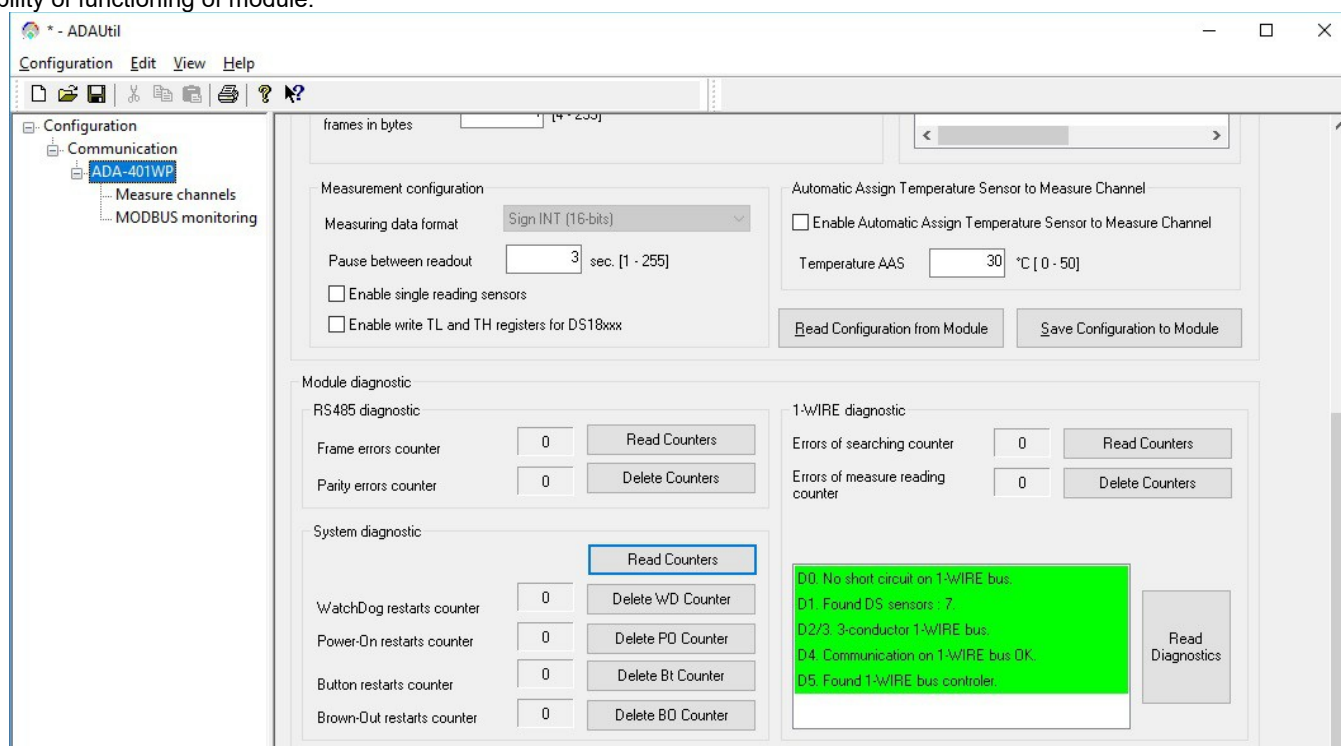 bility of functioning of module.
* - ADAUtil
Configuration Edit View Help
Configuration
Communication
ADA-401WP
Measure channels
MODBUS monitoring
frames in bytes
[4 - 255]
Measurement configuration
Measuring data format Sign INT (16-bits)
Pause between readout 3 sec. [1 - 255]
Enable single reading sensors
Enable write TL and TH registers for DS18xxx
Automatic Assign Temperature Sensor to Measure Channel
Enable Automatic Assign Temperature Sensor to Measure Channel
Temperature AAS 30 °C [ 0 - 50]
Read Configuration from Module Save Configuration to Module
Module diagnostic
RS485 diagnostic
Frame errors counter 0 Read Counters
Parity errors counter 0 Delete Counters
System diagnostic
Read Counters
WatchDog restarts counter 0 Delete WD Counter
Power-On restarts counter 0 Delete PO Counter
Button restarts counter 0 Delete Bt Counter
Brown-Out restarts counter 0 Delete BO Counter
1-WIRE diagnostic
Errors of searching counter 0 Read Counters
Errors of measure reading
counter 0 Delete Counters
D0. No short circuit on 1-WIRE bus.
D1. Found DS sensors : 7.
D2/3. 3-conductor 1-WIRE bus.
D4. Communication on 1-WIRE bus OK.
D5. Found 1-WIRE bus controler.
Read
Diagnostics